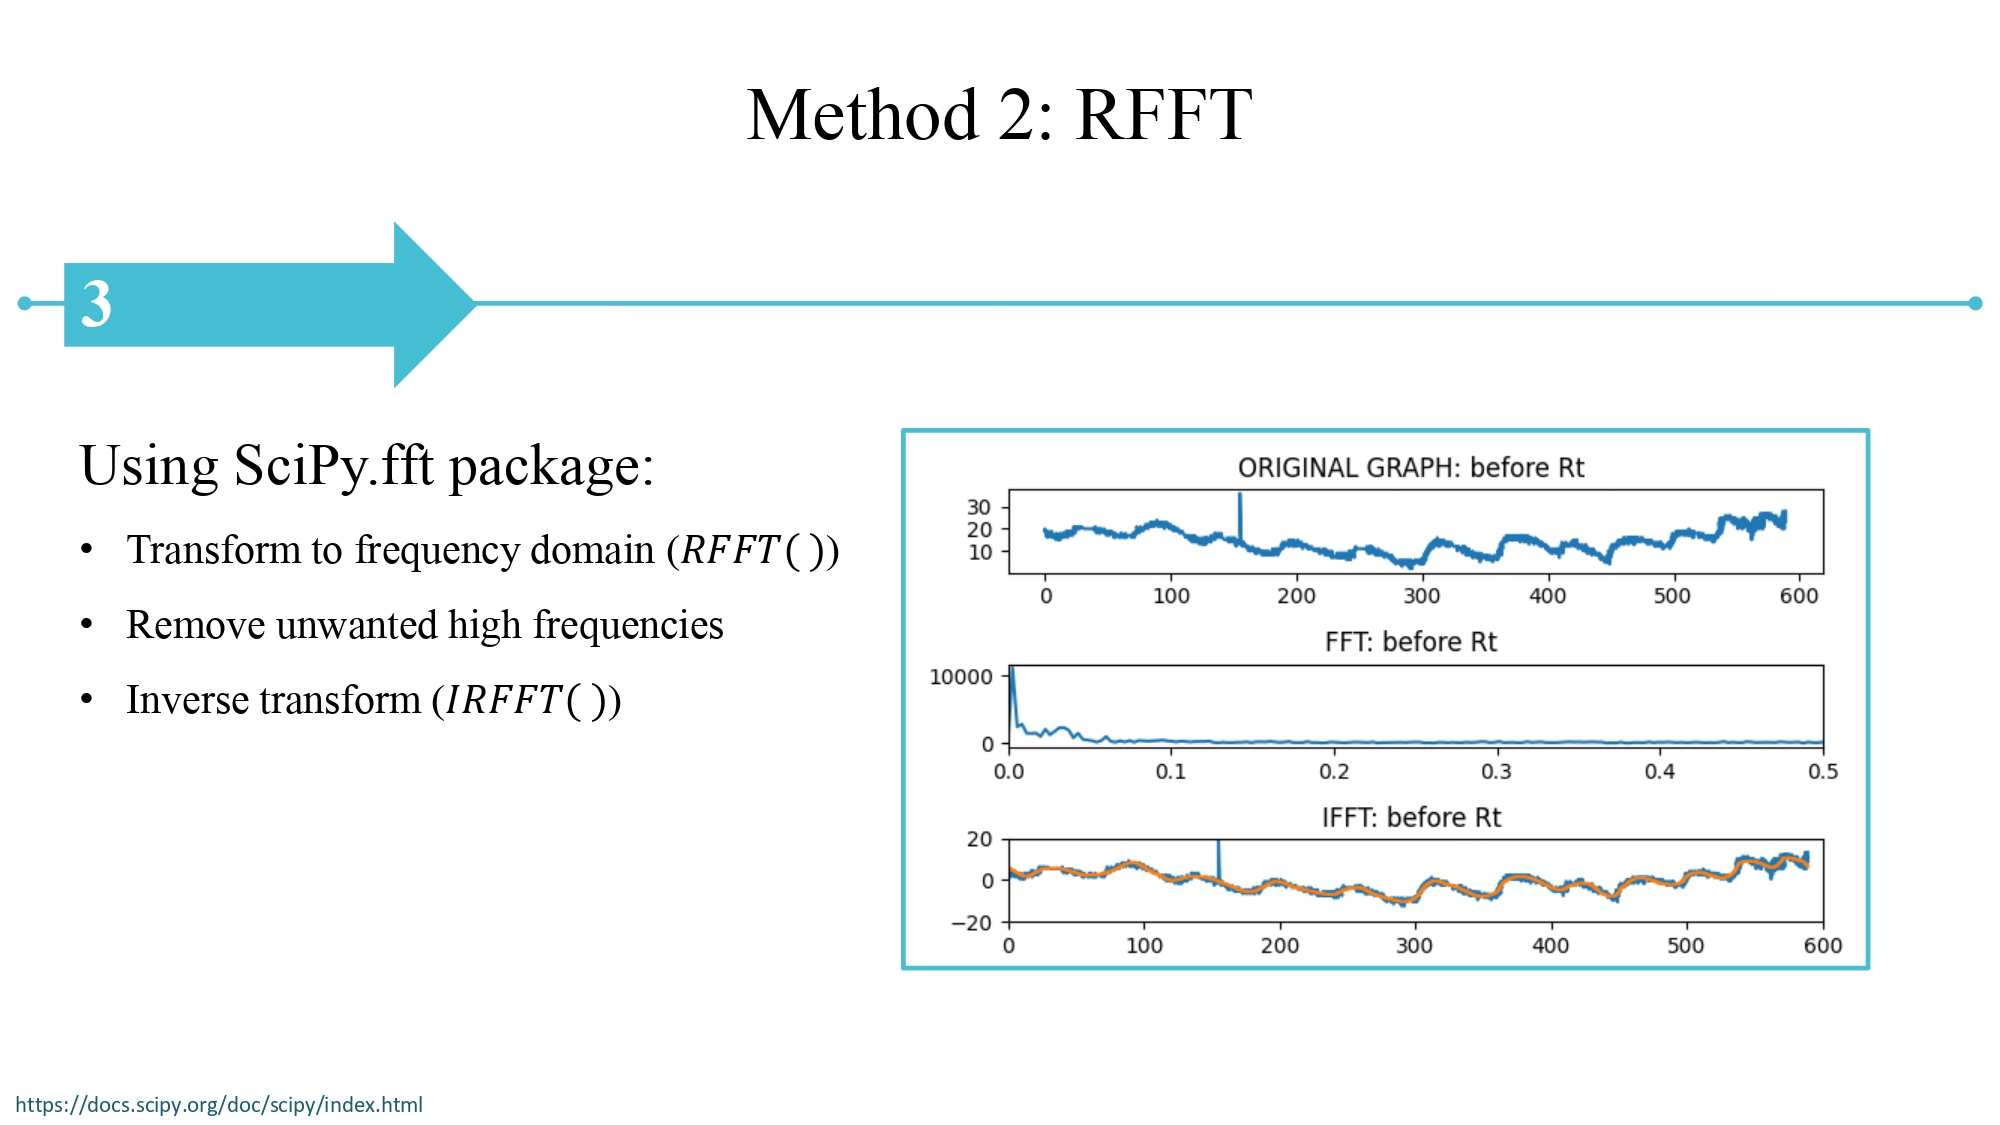 Method 2: RFFT
3
Using SciPy.fft package:
• Transform to frequency domain (RFFT( ))
• Remove unwanted high frequencies
• Inverse transform (IRFFT( ))
ORIGINAL GRAPH: before Rt
30
20
10
0 100 200 300 400 500 600
FFT: before Rt
10000
0
0.0 0.1 0.2 0.3 0.4 0.5
IFFT: before Rt
20
0
−20
0 100 200 300 400 500 600
https://docs.scipy.org/doc/scipy/index.html